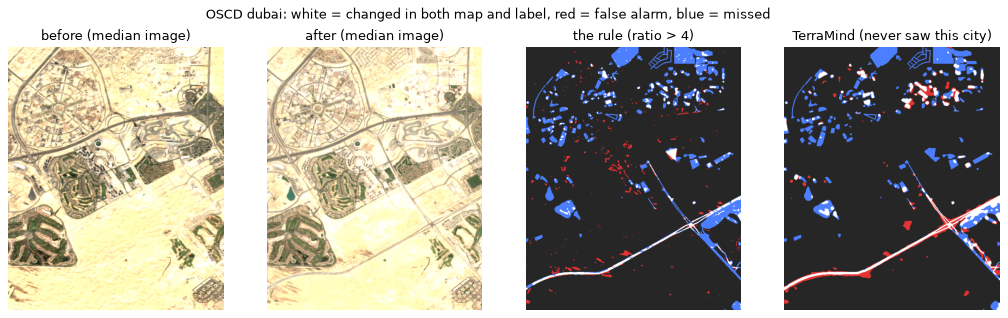 OSCD dubai: white = changed in both map and label, red = false alarm, blue = missed
before (median image)
after (median image)
the rule (ratio > 4)
TerraMind (never saw this city)